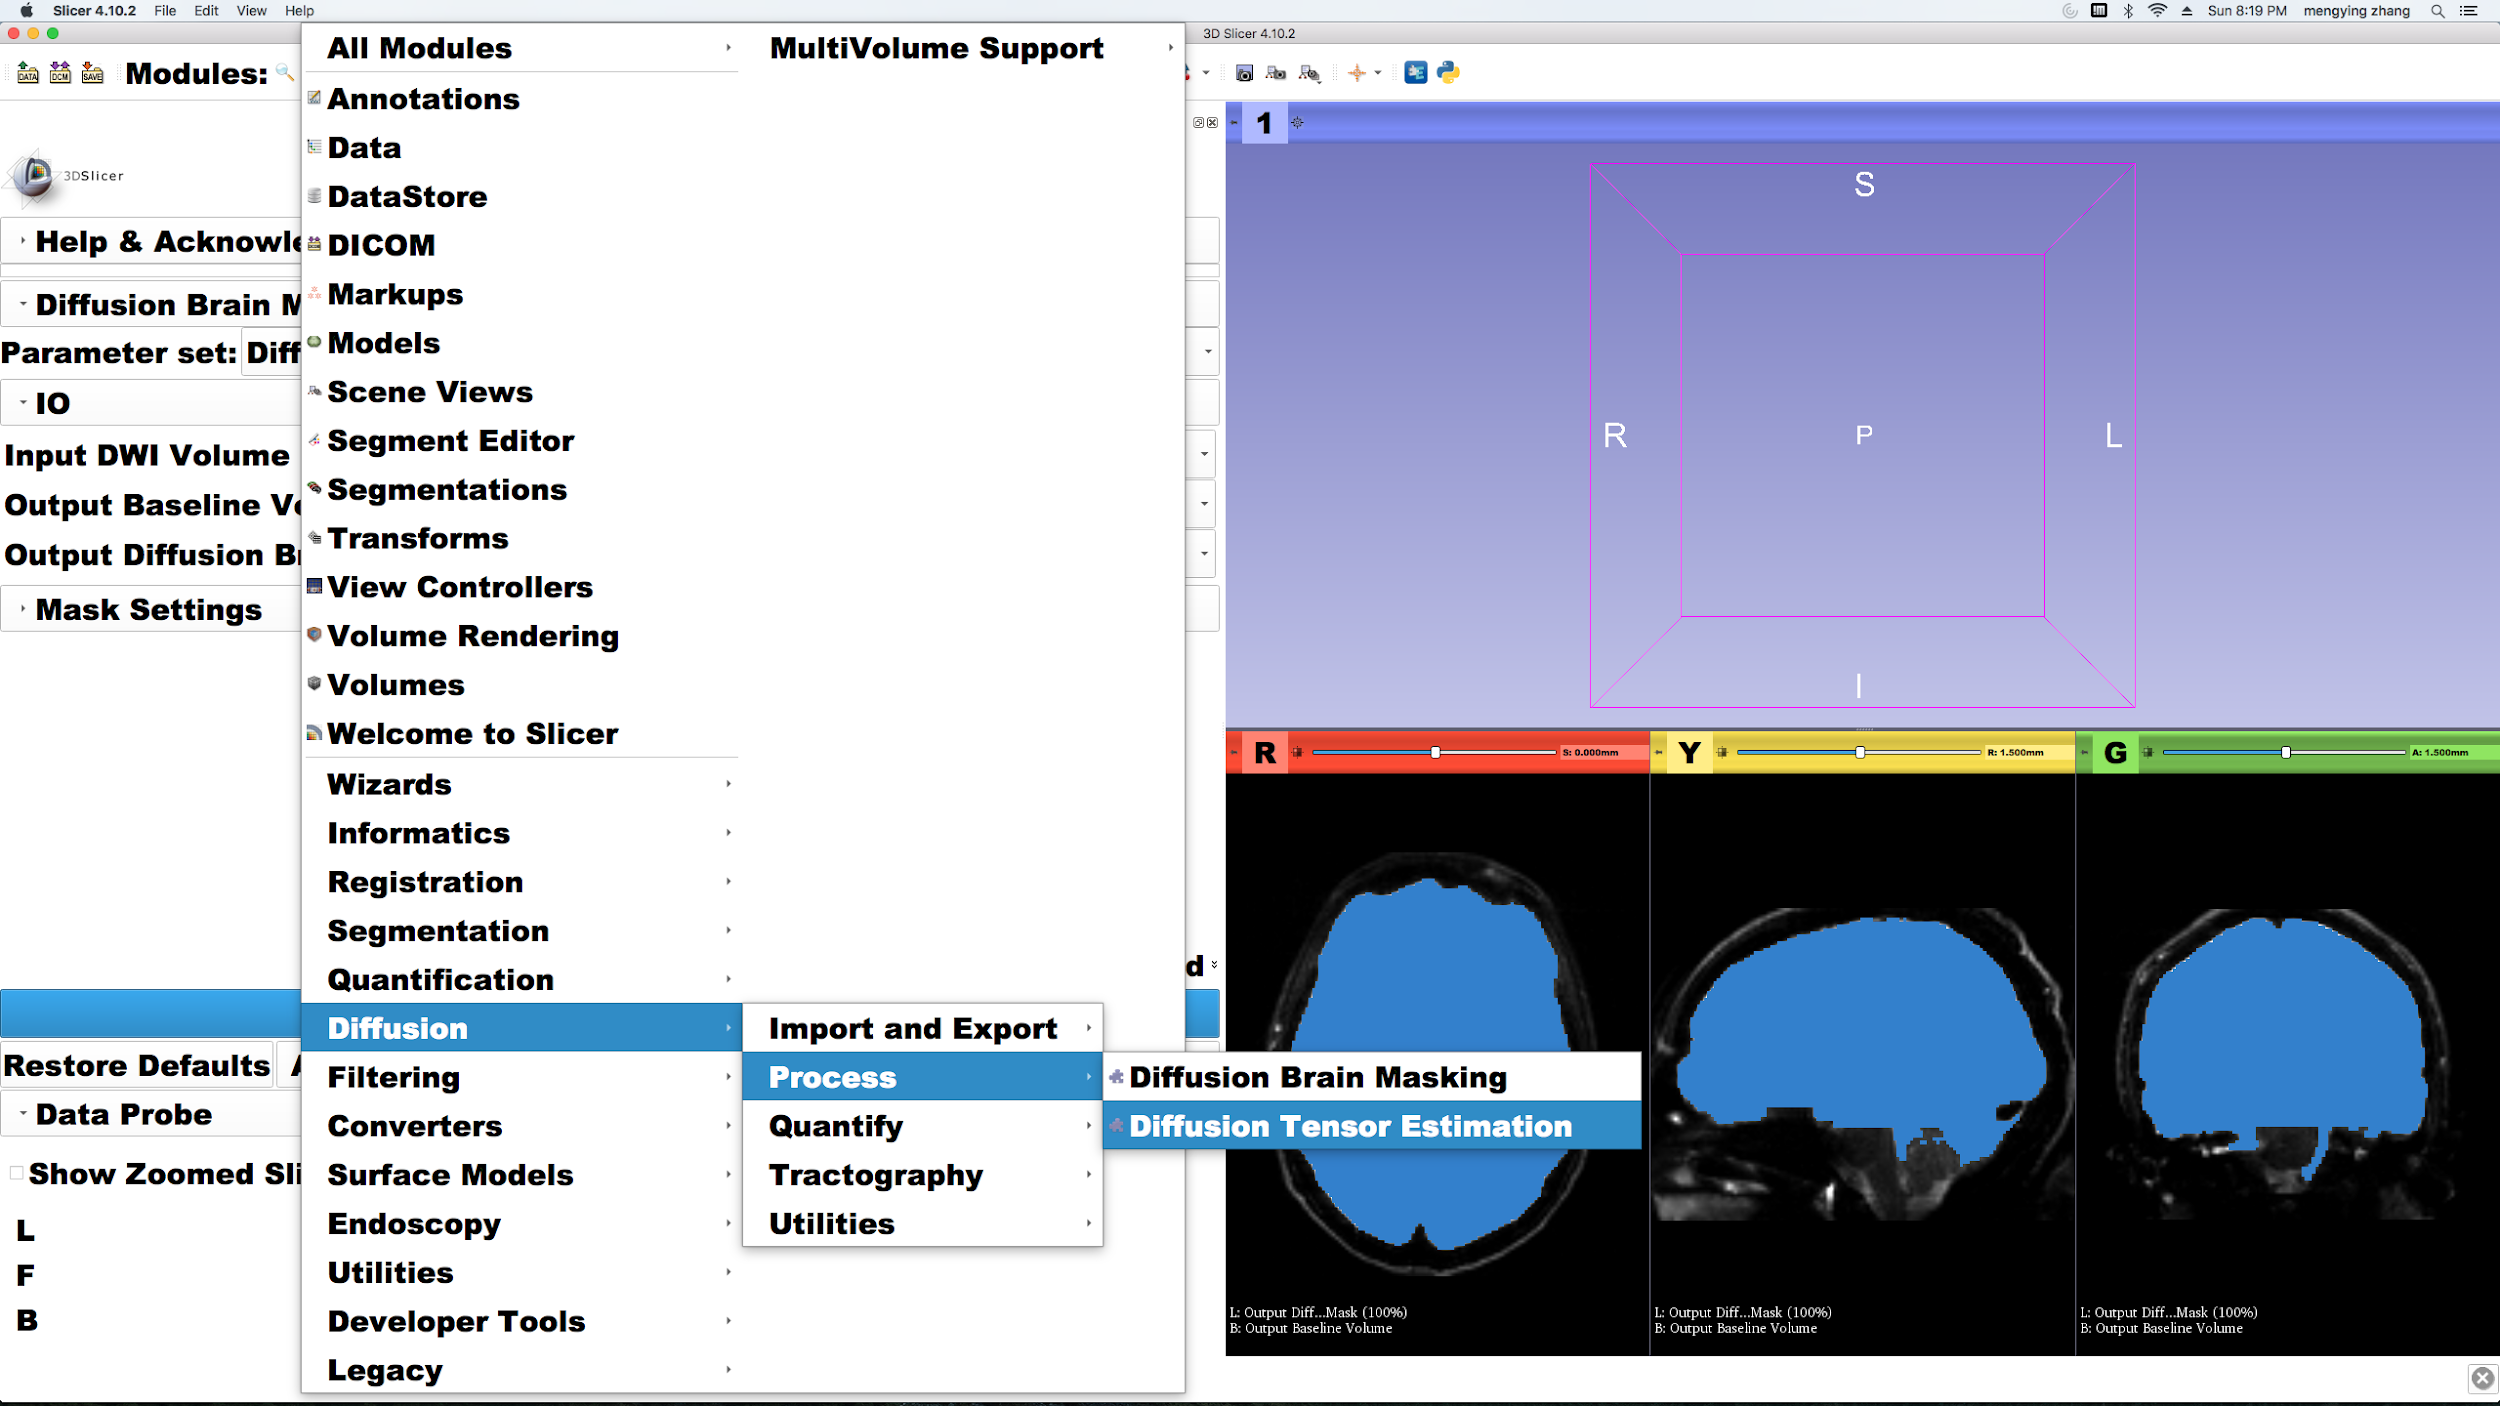 Slicer 4.10.2 File Edit View Help
Sun 8:19 PM mengying zhang
3D Slicer 4.10.2
DATA DCM SAVE Modules:
3DSlicer
Help & Acknowle
Diffusion Brain M
Parameter set: Diff
IO
Input DWI Volume
Output Baseline Vo
Output Diffusion Br
Mask Settings
d
Restore Defaults A
Data Probe
Show Zoomed Sli
L
F
B
All Modules
Annotations
Data
DataStore
DICOM
Markups
Models
Scene Views
Segment Editor
Segmentations
Transforms
View Controllers
Volume Rendering
Volumes
Welcome to Slicer
Wizards
Informatics
Registration
Segmentation
Quantification
Diffusion
Filtering
Converters
Surface Models
Endoscopy
Utilities
Developer Tools
Legacy
MultiVolume Support
Import and Export
Process
Quantify
Tractography
Utilities
Diffusion Brain Masking
Diffusion Tensor Estimation
1
S
R P L
I
R S: 0.000mm
Y R: 1.500mm
G A: 1.500mm
L: Output Diff...Mask (100%)
B: Output Baseline Volume
L: Output Diff...Mask (100%)
B: Output Baseline Volume
L: Output Diff...Mask (100%)
B: Output Baseline Volume